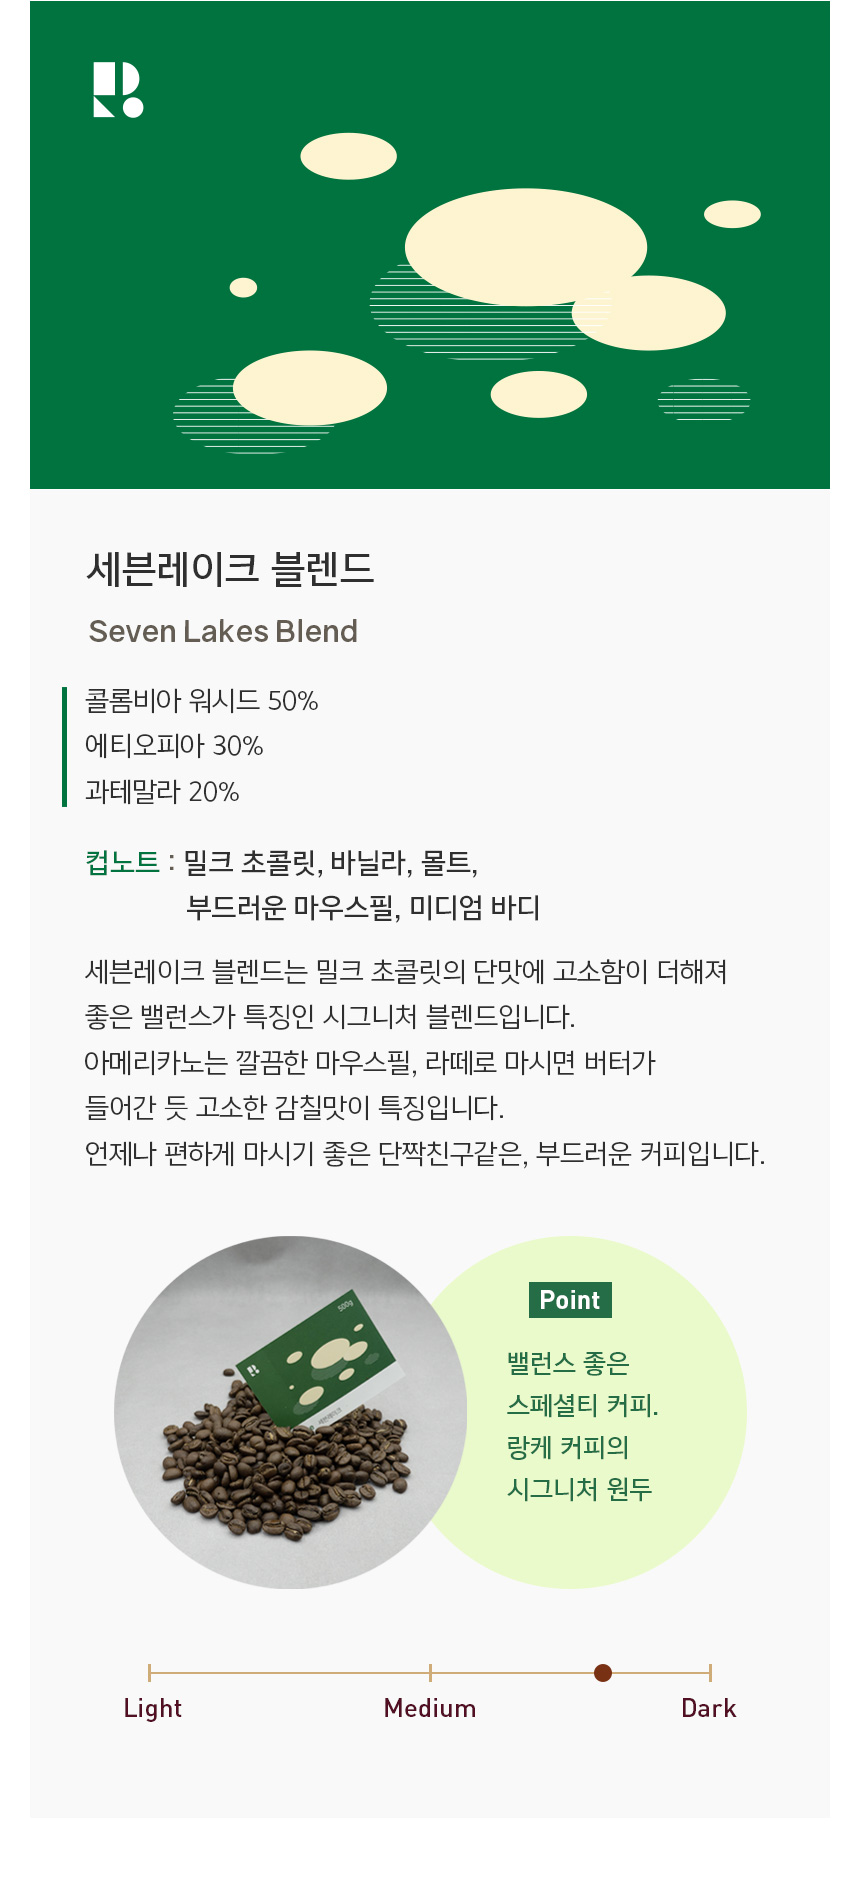 세븐레이크 블렌드
Seven Lakes Blend
콜롬비아 워시드 50%
에티오피아 30%
과테말라 20%
컵노트 : 밀크 초콜릿, 바닐라, 몰트,
부드러운 마우스필, 미디엄 바디
세븐레이크 블렌드는 밀크 초콜릿의 단맛에 고소함이 더해져
좋은 밸런스가 특징인 시그니처 블렌드입니다.
아메리카노는 깔끔한 마우스필, 라떼로 마시면 버터가
들어간 듯 고소한 감칠맛이 특징입니다.
언제나 편하게 마시기 좋은 단짝친구같은, 부드러운 커피입니다.
500g
세븐레이크
Point
밸런스 좋은
스페셜티 커피.
랑케 커피의
시그니처 원두
Light Medium Dark